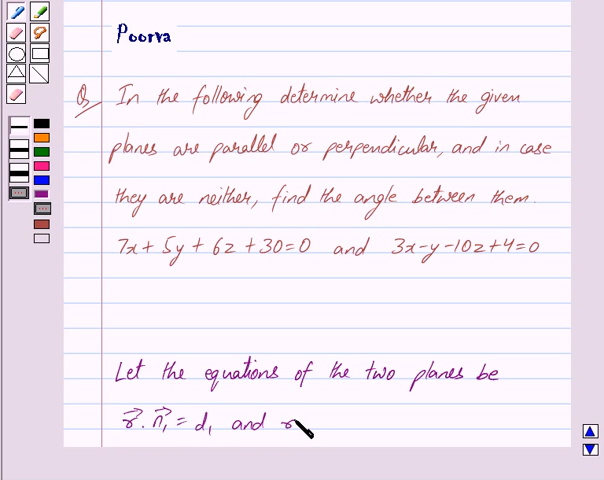 Poorva
Q In the following determine whether the given
planes are parallel or perpendicular, and in case
they are neither, find the angle between them.
7x + 5y + 6z + 30 = 0 and 3x - y - 10z + 4 = 0
Let the equations of the two planes be
r⃗ . n⃗₁ = d₁ and r